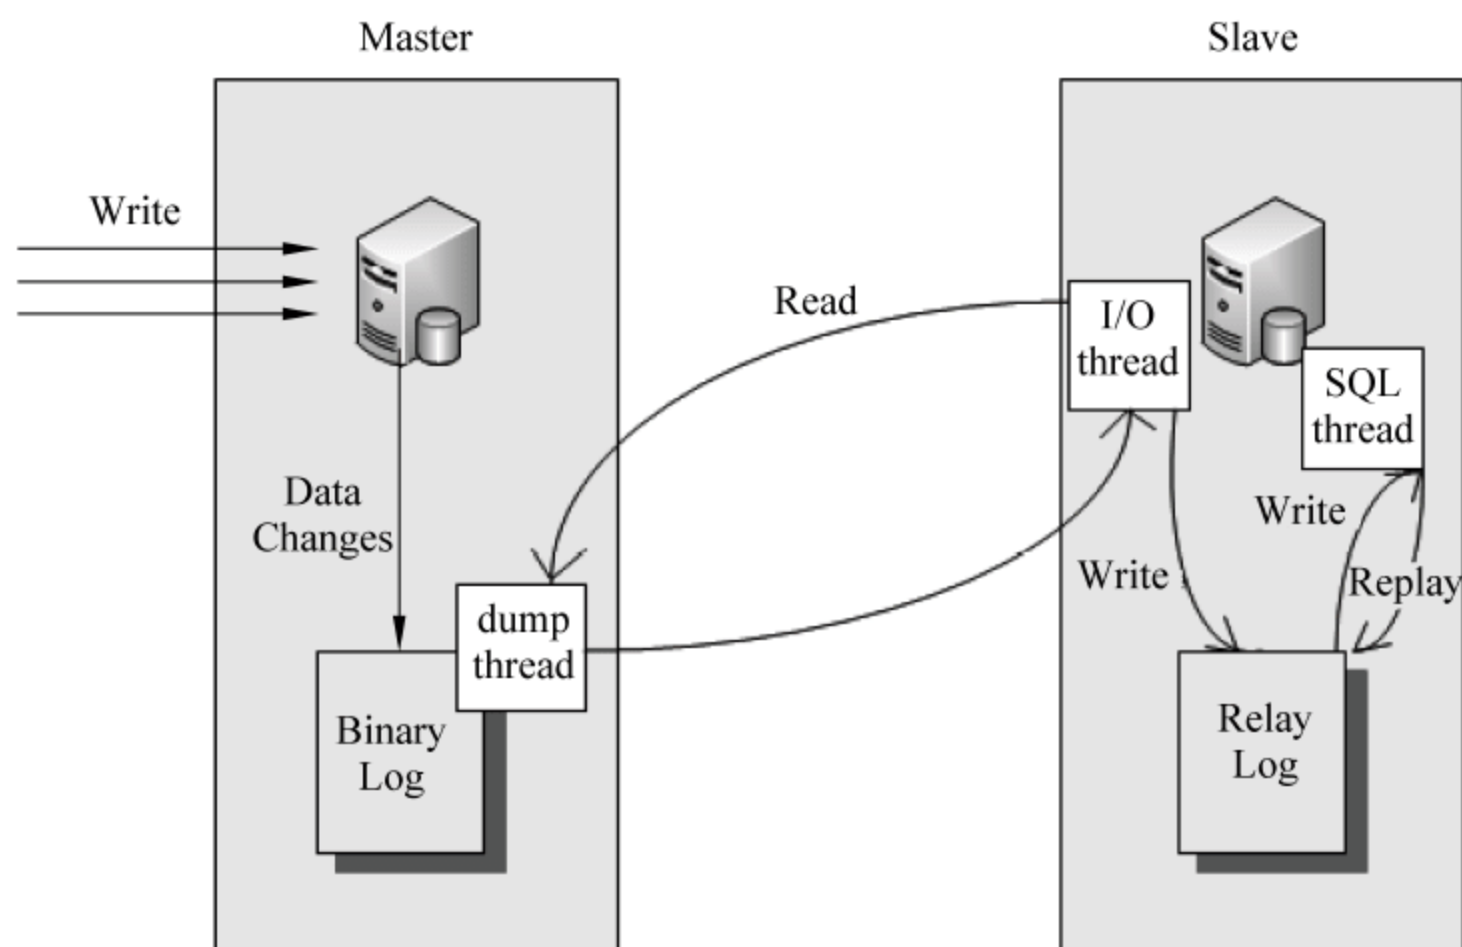 Master
Slave
Write
Read
I/O
thread
SQL
thread
Data
Changes
Write
Write
Replay
dump
thread
Binary
Log
Relay
Log